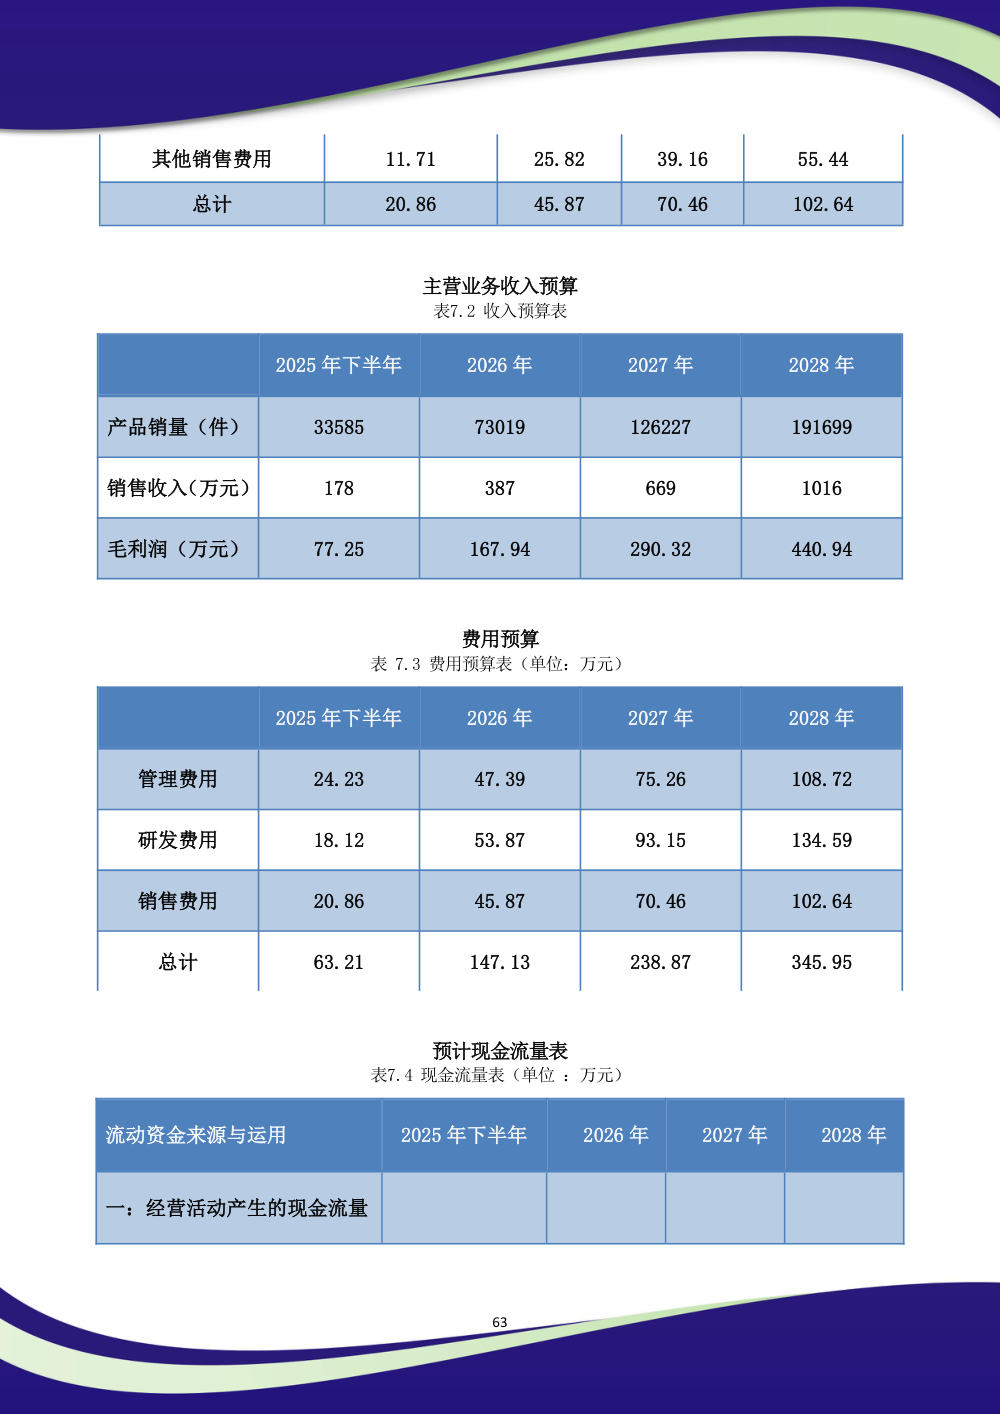 其他销售费用 11.71 25.82 39.16 55.44
总计 20.86 45.87 70.46 102.64
主营业务收入预算
表7.2 收入预算表
2025 年下半年 2026 年 2027 年 2028 年
产品销量（件） 33585 73019 126227 191699
销售收入（万元） 178 387 669 1016
毛利润（万元） 77.25 167.94 290.32 440.94
费用预算
表 7.3 费用预算表（单位：万元）
2025 年下半年 2026 年 2027 年 2028 年
管理费用 24.23 47.39 75.26 108.72
研发费用 18.12 53.87 93.15 134.59
销售费用 20.86 45.87 70.46 102.64
总计 63.21 147.13 238.87 345.95
预计现金流量表
表7.4 现金流量表（单位 ：万元）
流动资金来源与运用 2025 年下半年 2026 年 2027 年 2028 年
一：经营活动产生的现金流量
63